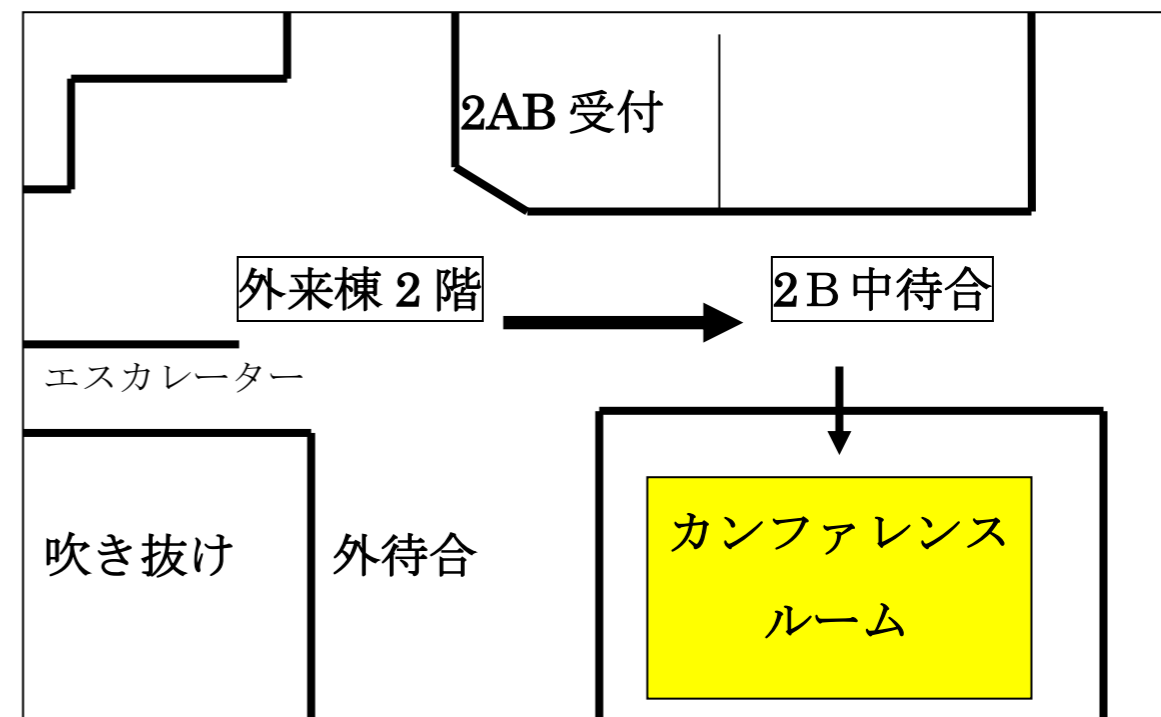 2AB 受付
外来棟 2 階
2B 中待合
エスカレーター
吹き抜け
外待合
カンファレンス
ルーム